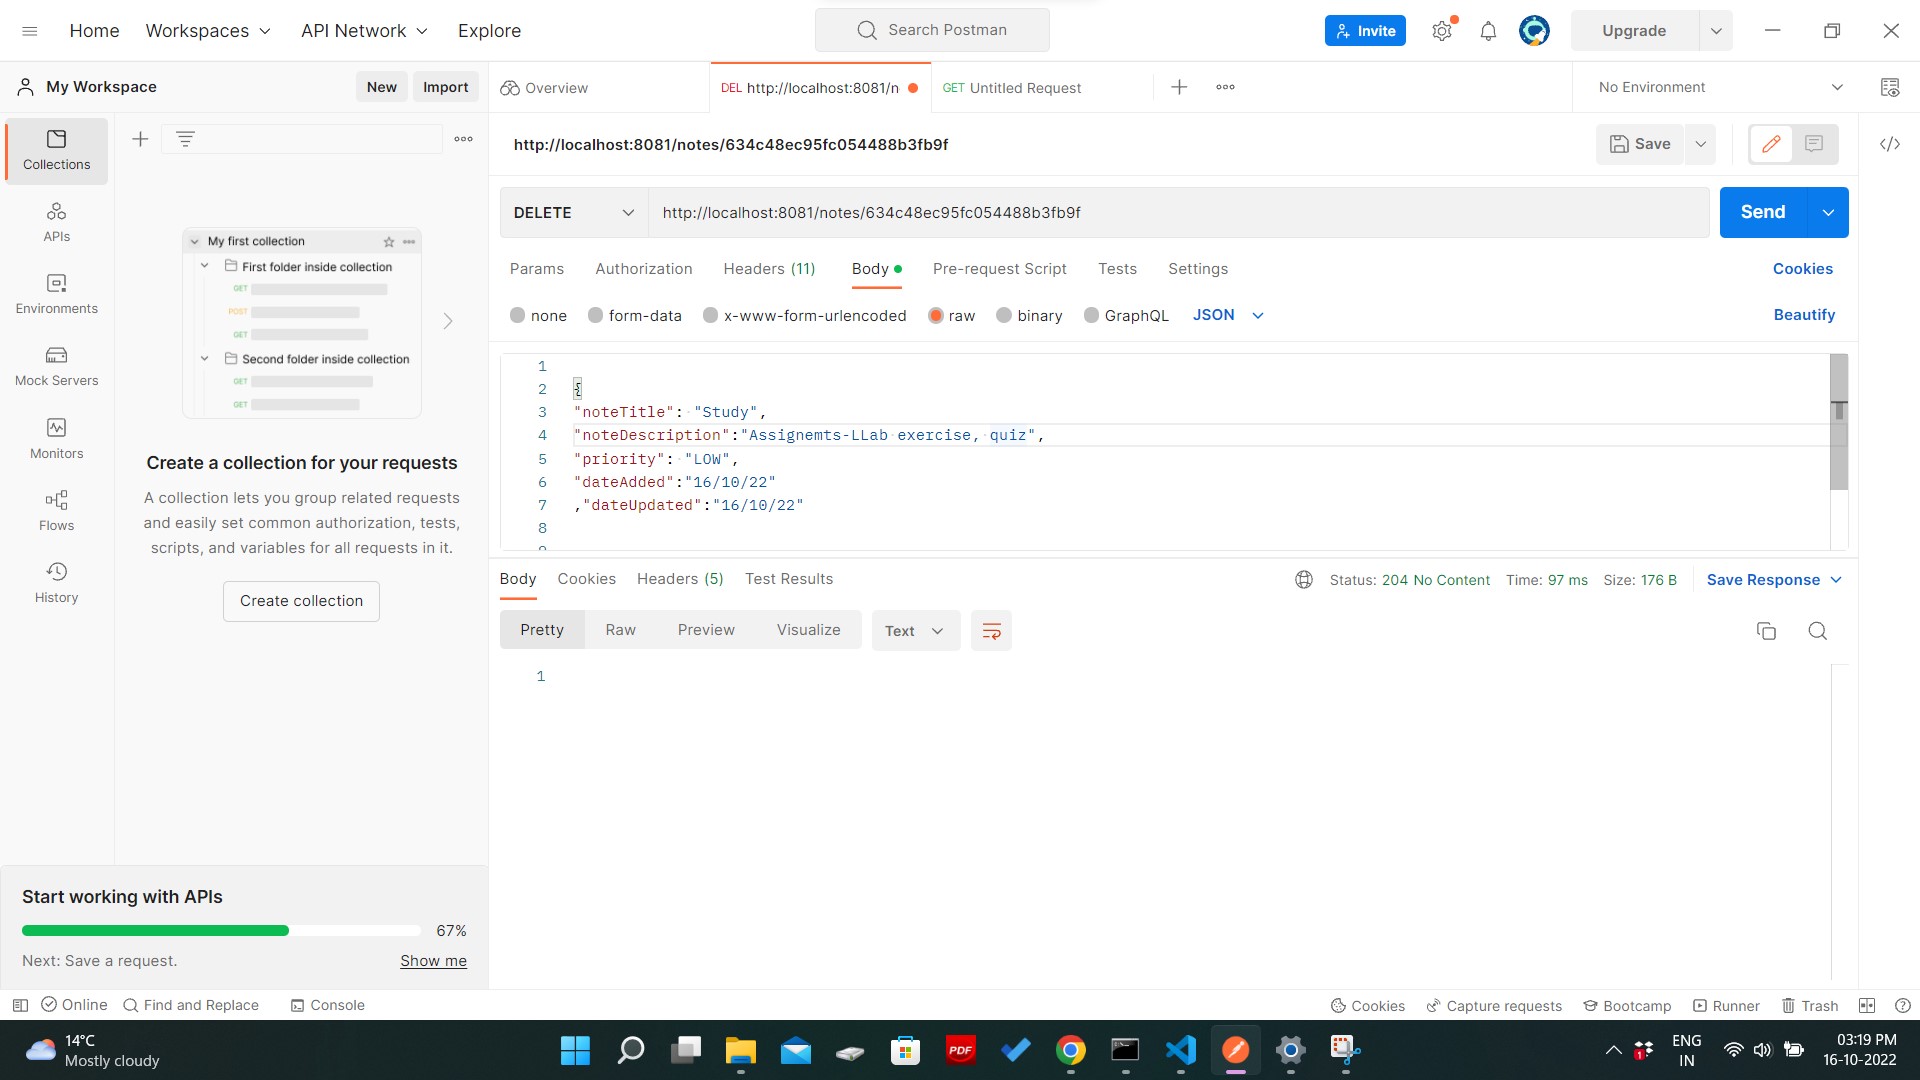 Home Workspaces API Network Explore Search Postman Invite Upgrade
My Workspace New Import Overview DEL http://localhost:8081/n GET Untitled Request No Environment
http://localhost:8081/notes/634c48ec95fc054488b3fb9f Save
Collections
APIs
Environments
Mock Servers
Monitors
Flows
History
My first collection
First folder inside collection
GET
POST
GET
Second folder inside collection
GET
GET
Create a collection for your requests
A collection lets you group related requests
and easily set common authorization, tests,
scripts, and variables for all requests in it.
Create collection
Start working with APIs
67%
Next: Save a request. Show me
DELETE http://localhost:8081/notes/634c48ec95fc054488b3fb9f Send
Params Authorization Headers (11) Body Pre-request Script Tests Settings Cookies
none form-data x-www-form-urlencoded raw binary GraphQL JSON Beautify
1
2 {
3 "noteTitle": "Study",
4 "noteDescription":"Assignemts-LLab exercise, quiz",
5 "priority": "LOW",
6 "dateAdded":"16/10/22"
7 ,"dateUpdated":"16/10/22"
8
Body Cookies Headers (5) Test Results Status: 204 No Content Time: 97 ms Size: 176 B Save Response
Pretty Raw Preview Visualize Text
1
Online Find and Replace Console Cookies Capture requests Bootcamp Runner Trash
14°C
Mostly cloudy
PDF
1
ENG
IN
03:19 PM
16-10-2022